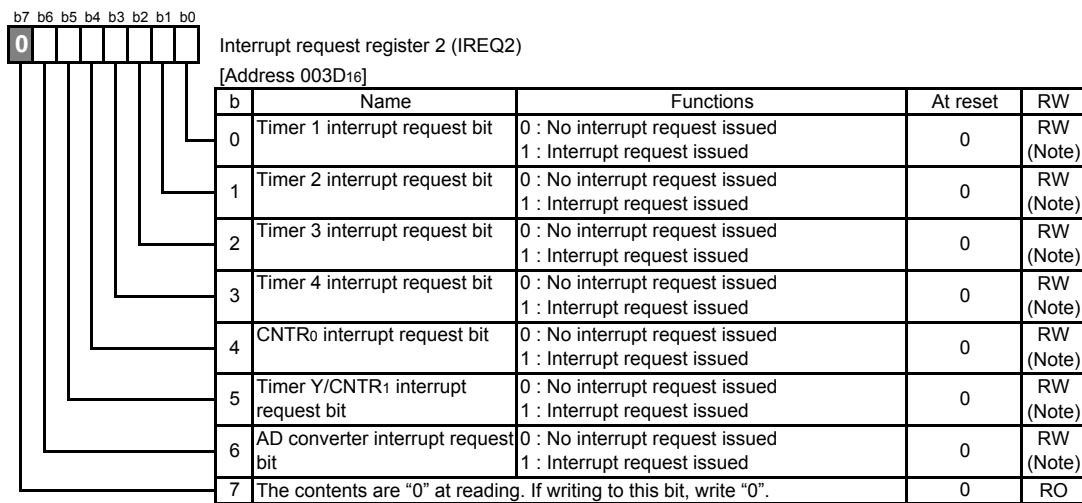 b7 b6 b5 b4 b3 b2 b1 b0
0
Interrupt request register 2 (IREQ2)
[Address 003D16]
b Name Functions At reset RW
0 Timer 1 interrupt request bit 0 : No interrupt request issued 0 RW
1 : Interrupt request issued (Note)
1 Timer 2 interrupt request bit 0 : No interrupt request issued 0 RW
1 : Interrupt request issued (Note)
2 Timer 3 interrupt request bit 0 : No interrupt request issued 0 RW
1 : Interrupt request issued (Note)
3 Timer 4 interrupt request bit 0 : No interrupt request issued 0 RW
1 : Interrupt request issued (Note)
4 CNTR0 interrupt request bit 0 : No interrupt request issued 0 RW
1 : Interrupt request issued (Note)
5 Timer Y/CNTR1 interrupt 0 : No interrupt request issued 0 RW
request bit 1 : Interrupt request issued (Note)
6 AD converter interrupt request 0 : No interrupt request issued 0 RW
bit 1 : Interrupt request issued (Note)
7 The contents are “0” at reading. If writing to this bit, write “0”. 0 RO